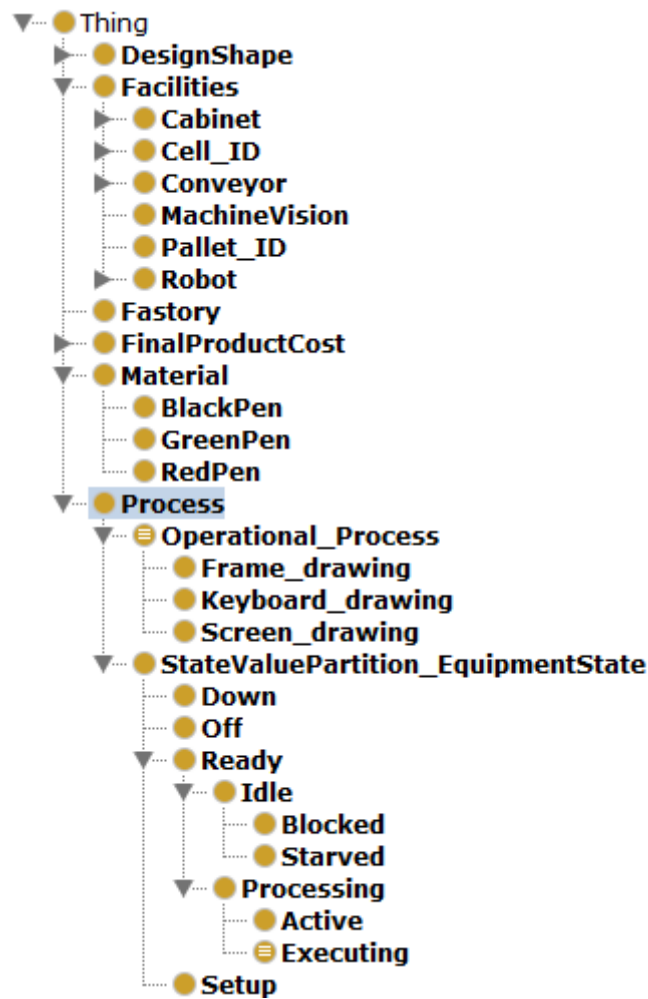 Thing
DesignShape
Facilities
Cabinet
Cell_ID
Conveyor
MachineVision
Pallet_ID
Robot
Fastory
FinalProductCost
Material
BlackPen
GreenPen
RedPen
Process
Operational_Process
Frame_drawing
Keyboard_drawing
Screen_drawing
StateValuePartition_EquipmentState
Down
Off
Ready
Idle
Blocked
Starved
Processing
Active
Executing
Setup